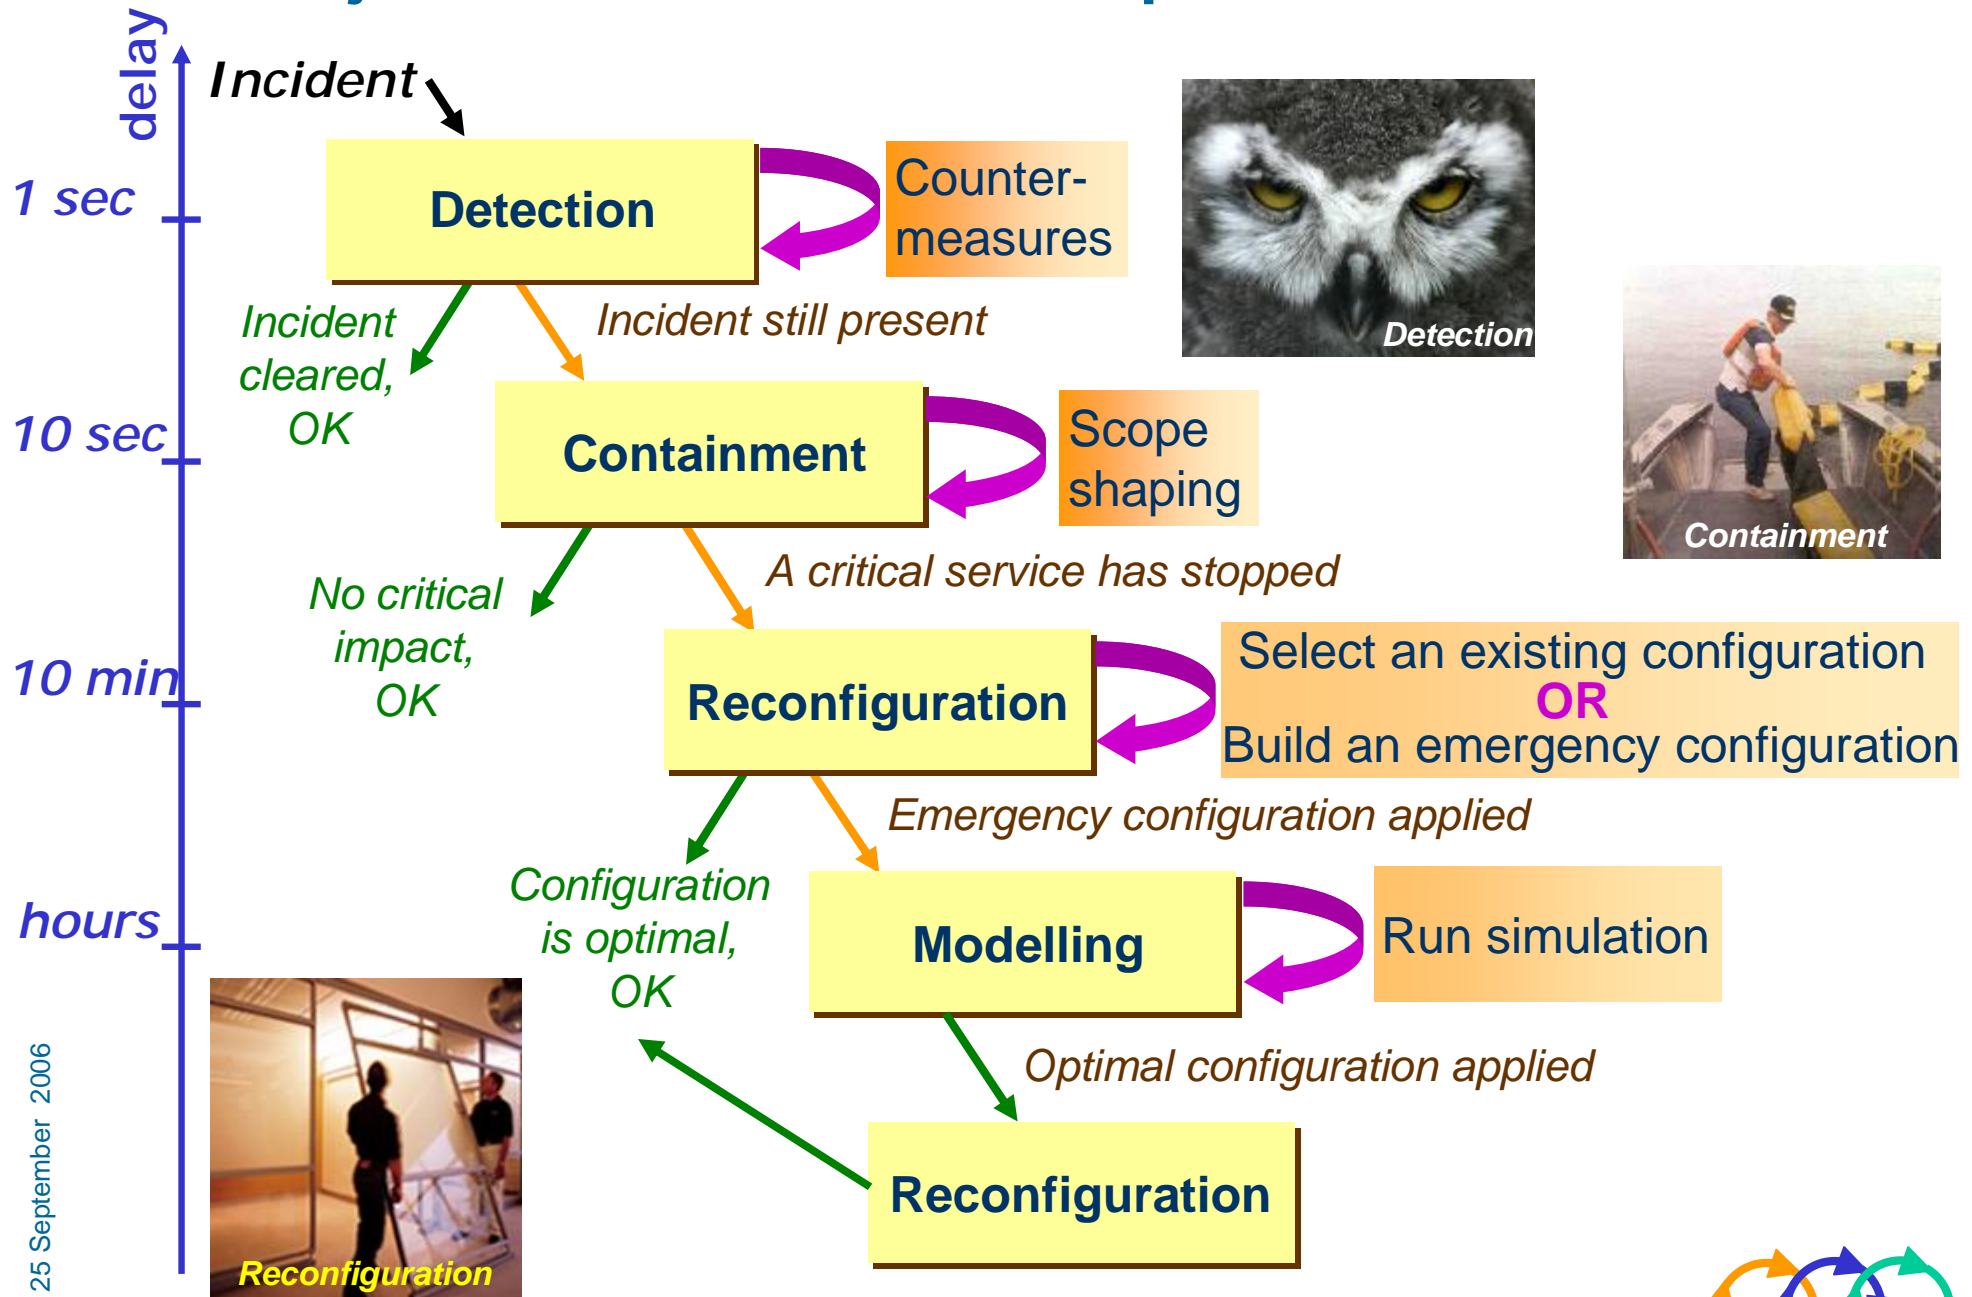 delay
Incident
1 sec
Detection
Counter-
measures
Detection
Incident
cleared,
OK
Incident still present
10 sec
Containment
Scope
shaping
Containment
No critical
impact,
OK
A critical service has stopped
10 min
Reconfiguration
Select an existing configuration
OR
Build an emergency configuration
Emergency configuration applied
Configuration
is optimal,
OK
hours
Modelling
Run simulation
Optimal configuration applied
Reconfiguration
Reconfiguration
25 September 2006